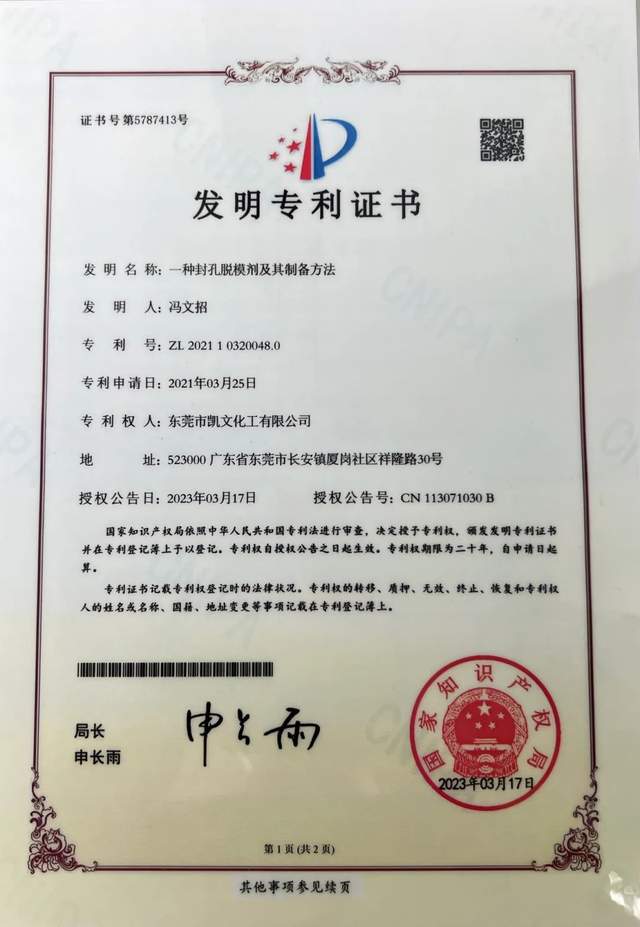 证书号第5787413号
发明专利证书
发 明 名 称：一种封孔脱模剂及其制备方法
发 明 人：冯文招
专 利 号：ZL 2021 1 0320048.0
专利申请日：2021年03月25日
专 利 权 人：东莞市凯文化工有限公司
地 址：523000 广东省东莞市长安镇厦岗社区祥隆路30号
授权公告日：2023年03月17日 授权公告号：CN 113071030 B
国家知识产权局依照中华人民共和国专利法进行审查，决定授予专利权，颁发发明专利证书
并在专利登记簿上予以登记。专利权自授权公告之日起生效。专利权期限为二十年，自申请日起
算。
专利证书记载专利权登记时的法律状况。专利权的转移、质押、无效、终止、恢复和专利权
人的姓名或名称、国籍、地址变更等事项记载在专利登记簿上。
局长
申长雨
申长雨
国家知识产权局
2023年03月17日
第 1 页 (共 2 页)
其他事项参见续页
CNIPA